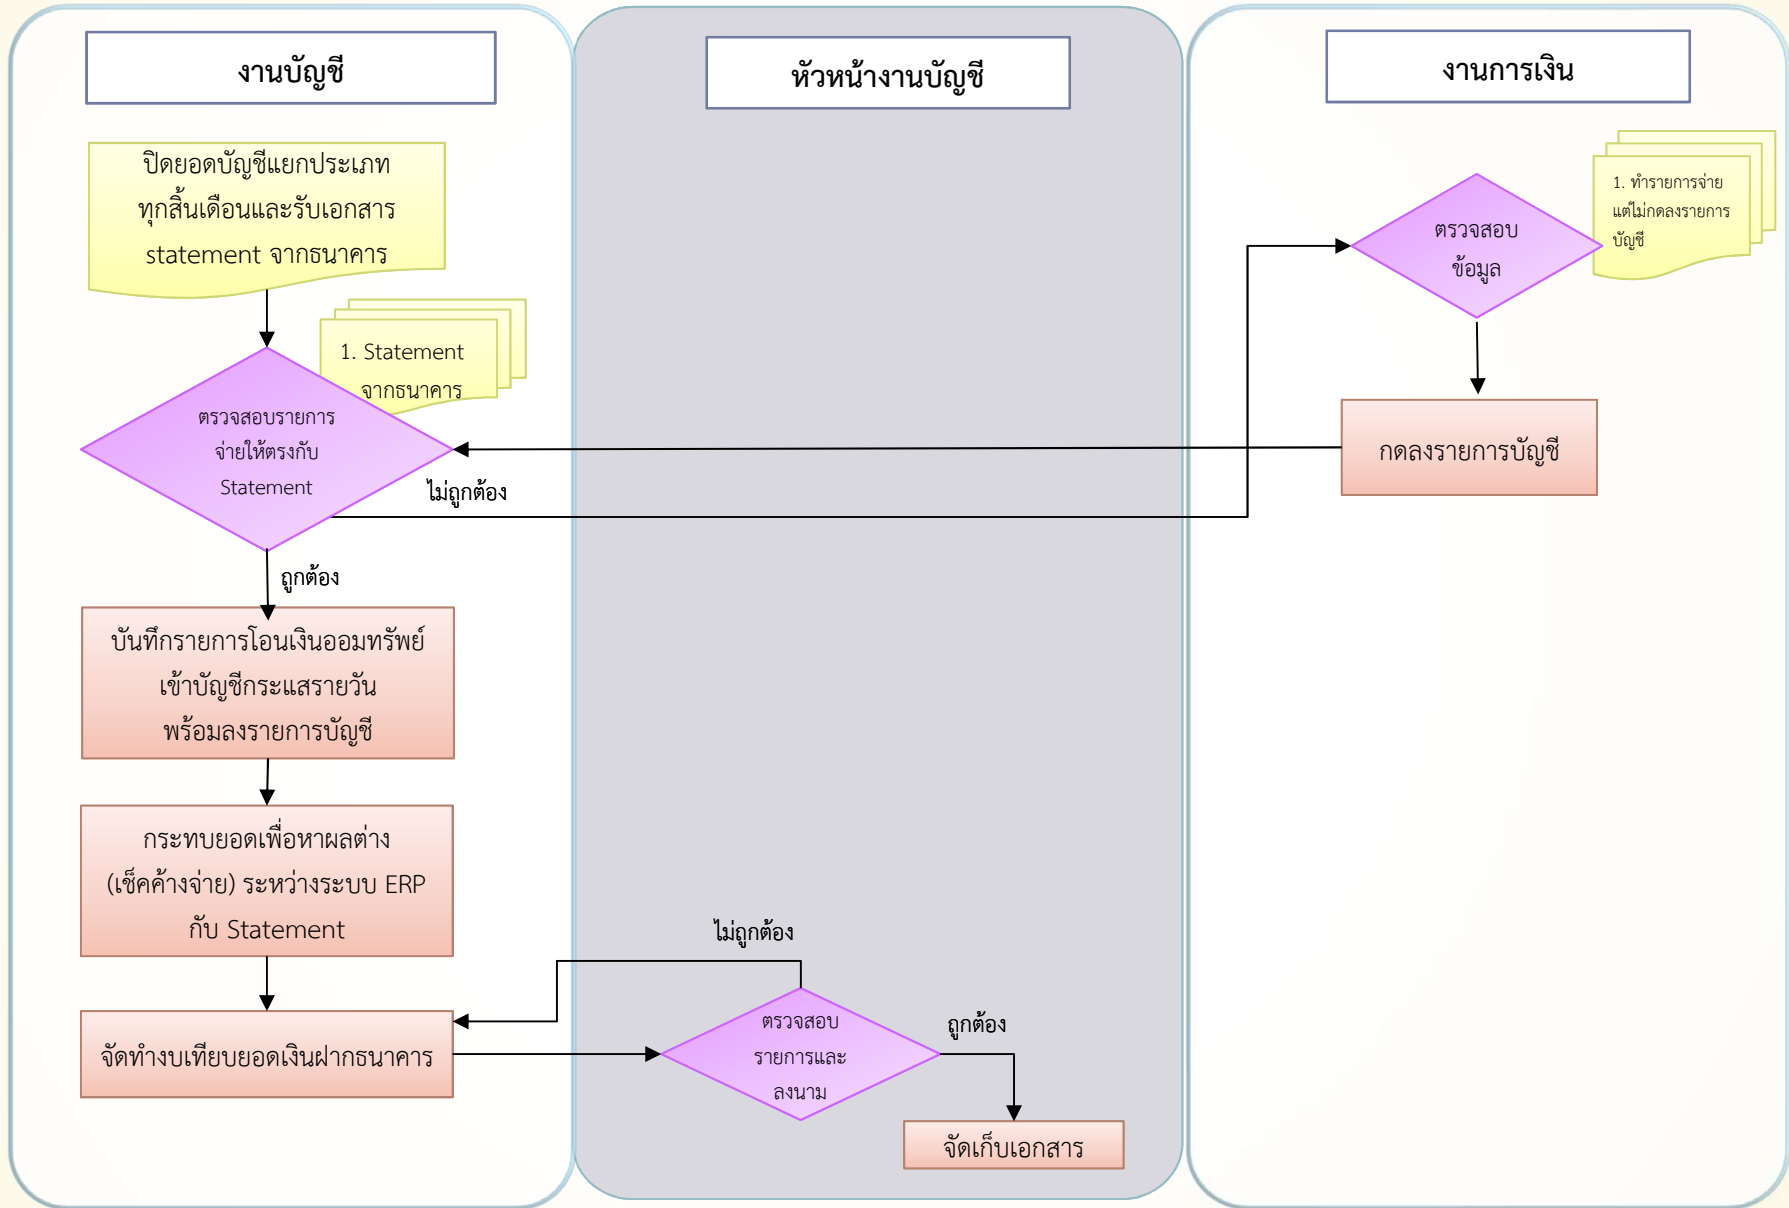 งานบัญชี
หัวหน้างานบัญชี
งานการเงิน
ปิดยอดบัญชีแยกประเภท
ทุกสิ้นเดือนและรับเอกสาร
statement จากธนาคาร
1. Statement
จากธนาคาร
ตรวจสอบรายการ
จ่ายให้ตรงกับ
Statement
ไม่ถูกต้อง
ถูกต้อง
1. ทำรายการจ่าย
แต่ไม่กดลงรายการ
บัญชี
ตรวจสอบ
ข้อมูล
กดลงรายการบัญชี
บันทึกรายการโอนเงินออมทรัพย์
เข้าบัญชีกระแสรายวัน
พร้อมลงรายการบัญชี
กระทบยอดเพื่อหาผลต่าง
(เช็คค้างจ่าย) ระหว่างระบบ ERP
กับ Statement
จัดทำงบเทียบยอดเงินฝากธนาคาร
ไม่ถูกต้อง
ตรวจสอบ
รายการและ
ลงนาม
ถูกต้อง
จัดเก็บเอกสาร